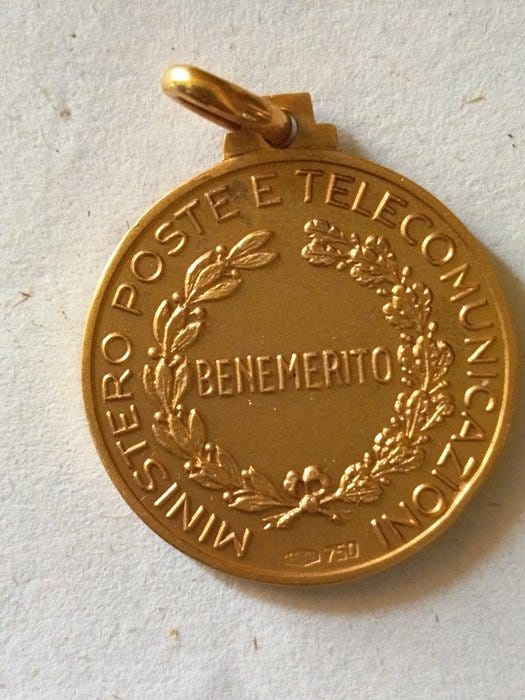 MINISTERO POSTE E TELECOMUNICAZIONI
BENEMERITO
750